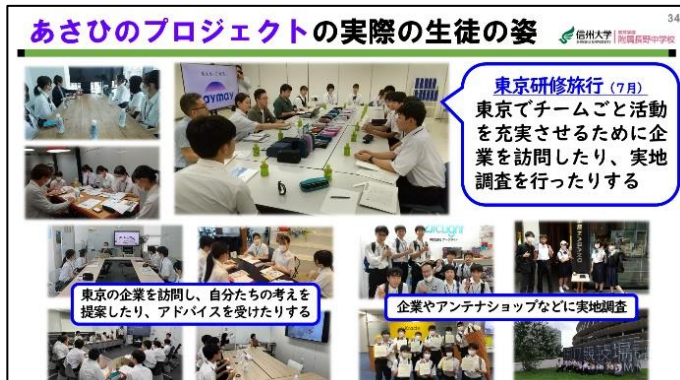 あさひのプロジェクトの実際の生徒の姿
34
信州大学
附属長野中学校
東京研修旅行（7月）
東京でチームごと活動
を充実させるために企
業を訪問したり、実地
調査を行ったりする
東京の企業を訪問し、自分たちの考えを
提案したり、アドバイスを受けたりする
企業やアンテナショップなどに実地調査